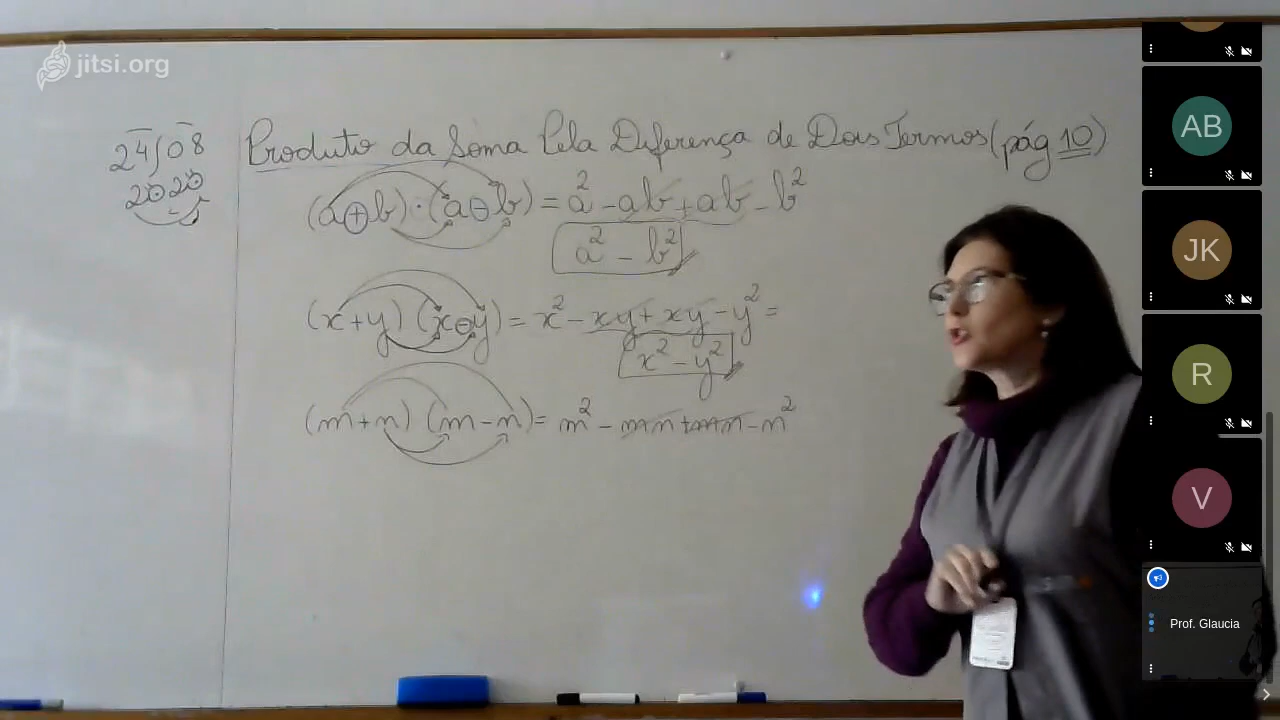 jitsi.org
24/08
2020
Produto da Soma Pela Diferença de Dois Termos (pág 10)
(a+b)·(a-b) = a² - ab + ab - b²
a² - b²
(x+y) (x-y) = x² - xy + xy - y² =
x² - y²
(m+n) (m-n) = m² - mn + mn - n²
AB
JK
R
V
Prof. Glaucia